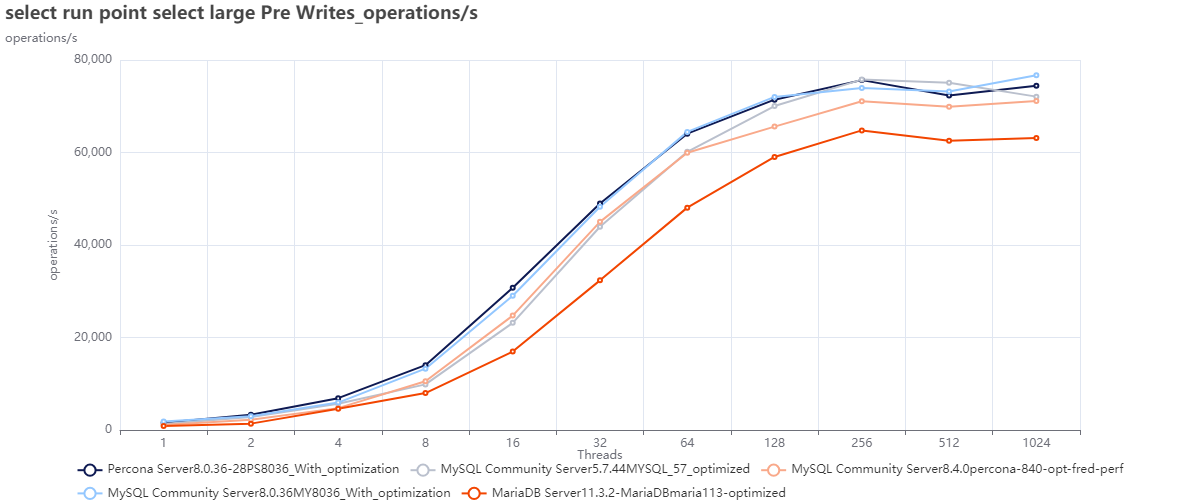 select run point select large Pre Writes_operations/s
operations/s
80,000
60,000
40,000
20,000
0
operations/s
1 2 4 8 16 32 64 128 256 512 1024
Threads
Percona Server8.0.36-28PS8036_With_optimization MySQL Community Server5.7.44MYSQL_57_optimized MySQL Community Server8.4.0percona-840-opt-fred-perf
MySQL Community Server8.0.36MY8036_With_optimization MariaDB Server11.3.2-MariaDBmaria113-optimized